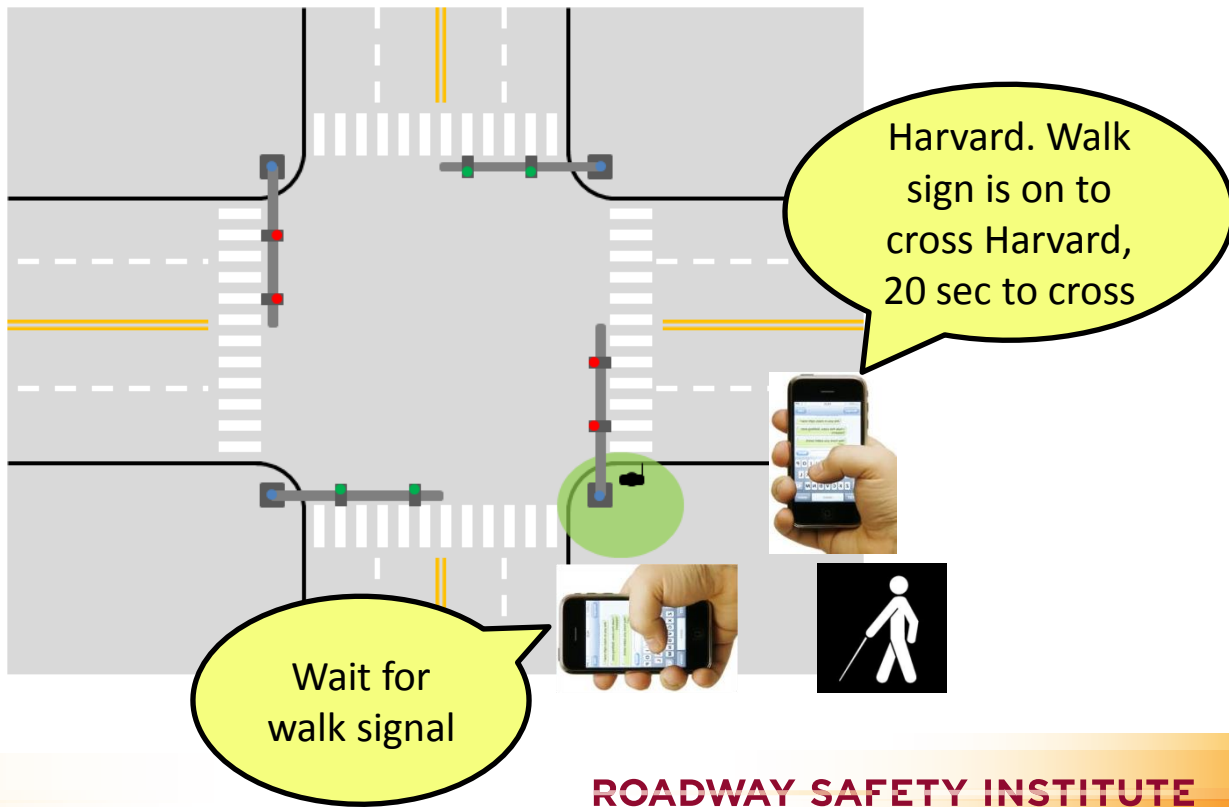 Harvard. Walk
sign is on to
cross Harvard,
20 sec to cross
Wait for
walk signal
ROADWAY SAFETY INSTITUTE